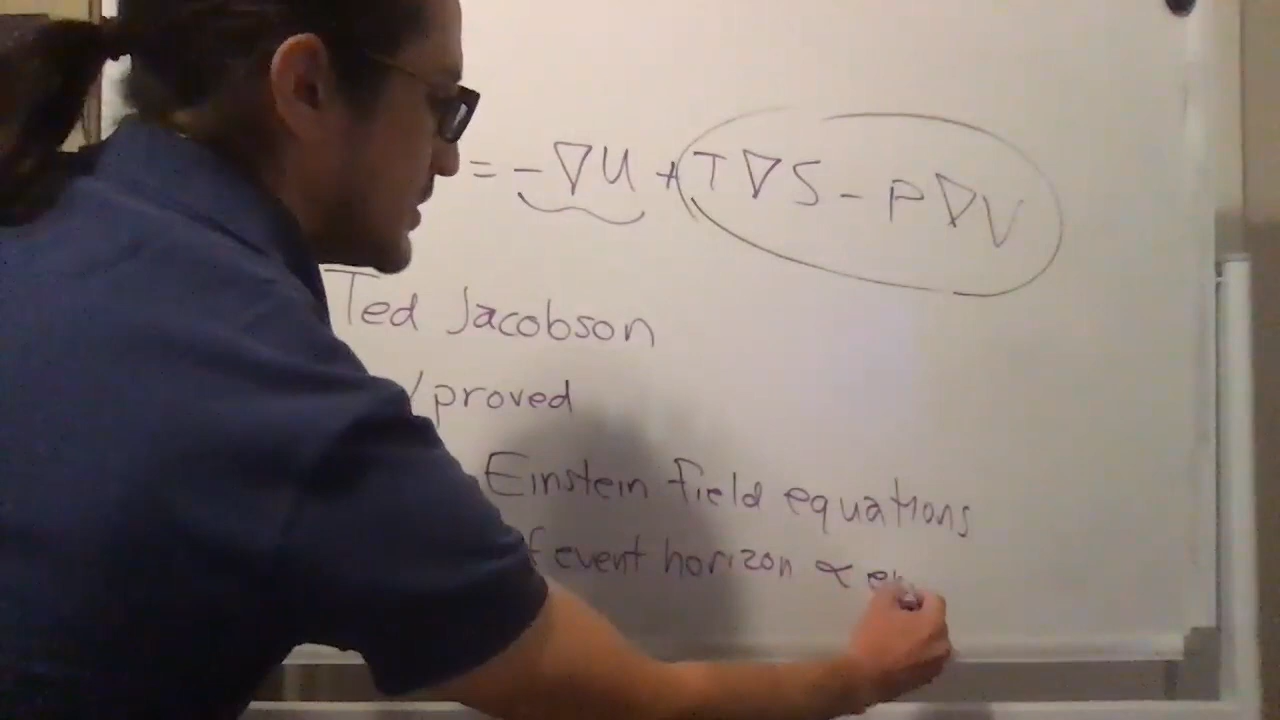 = -∇U + T∇S - P∇V
Ted Jacobson
/proved
Einstein field equations
event horizon ∝